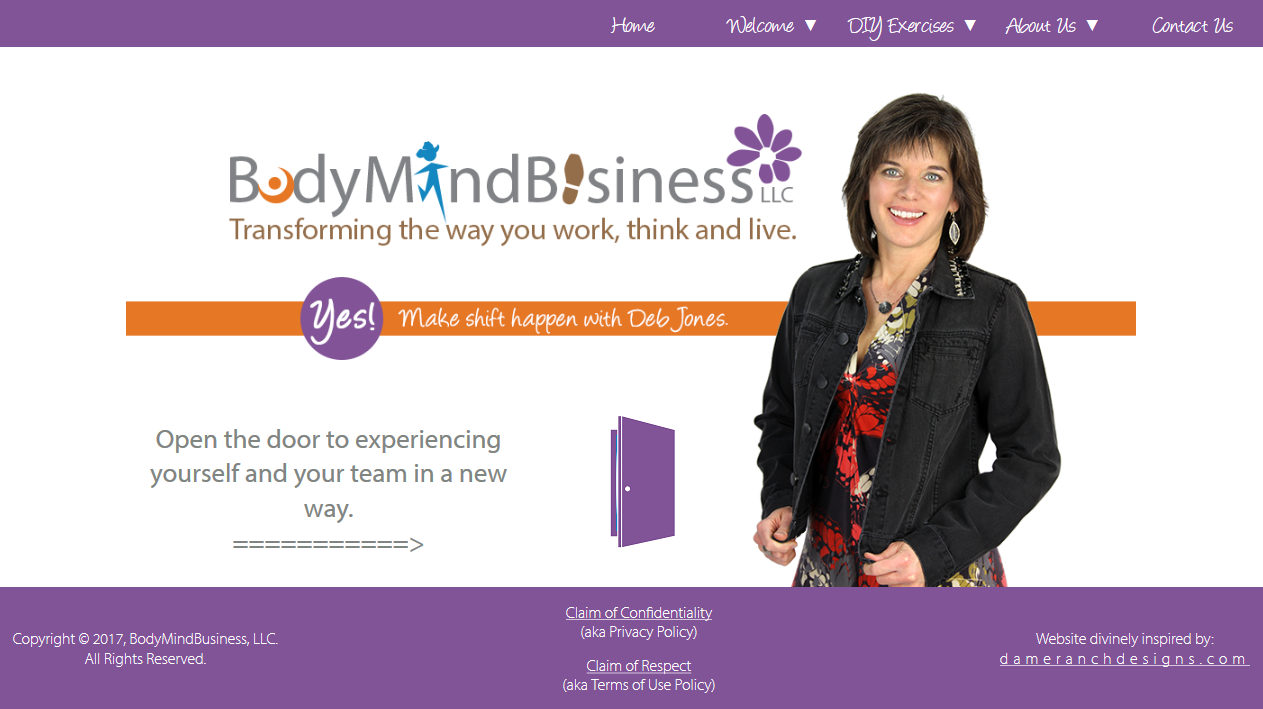 Home Welcome ▼ DIY Exercises ▼ About Us ▼ Contact Us
BodyMindBusiness LLC
Transforming the way you work, think and live.
Yes! Make shift happen with Deb Jones.
Open the door to experiencing
yourself and your team in a new
way.
===========>
Copyright © 2017, BodyMindBusiness, LLC.
All Rights Reserved.
Claim of Confidentiality
(aka Privacy Policy)
Claim of Respect
(aka Terms of Use Policy)
Website divinely inspired by:
dameranchdesigns.com